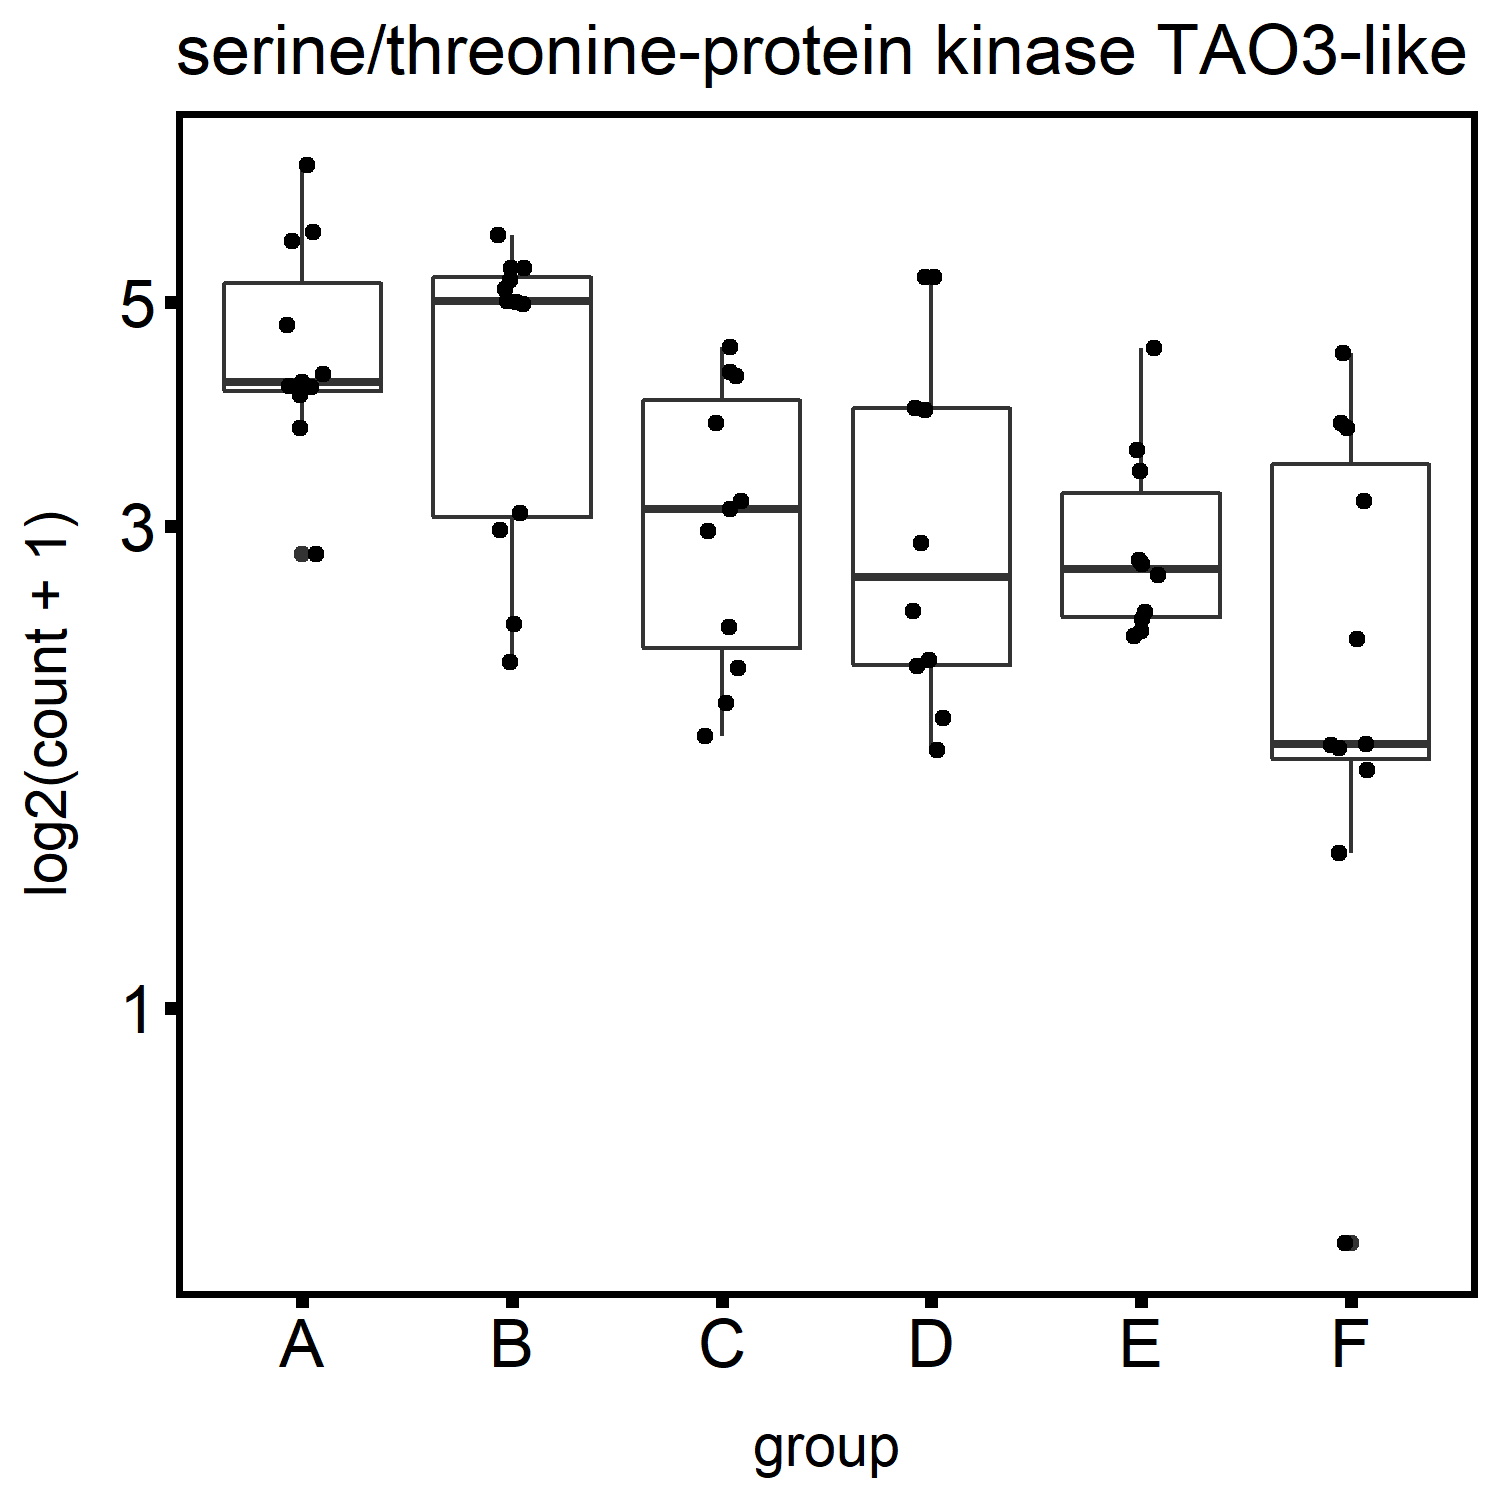 serine/threonine-protein kinase TAO3-like
log2(count + 1)
5
3
1
A B C D E F
group